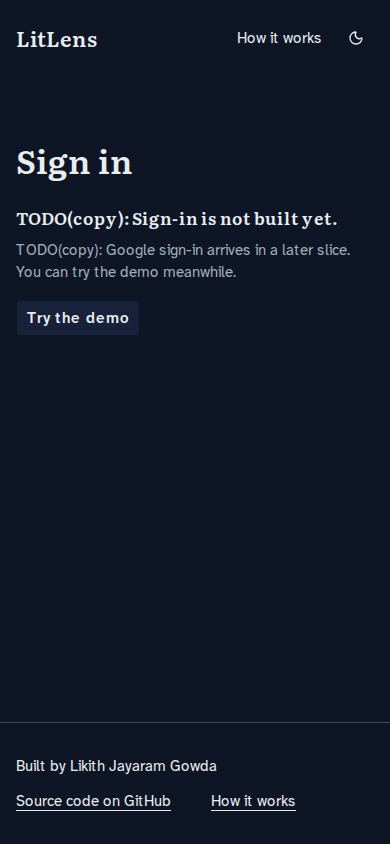 LitLens
How it works
Sign in
TODO(copy): Sign-in is not built yet.
TODO(copy): Google sign-in arrives in a later slice.
You can try the demo meanwhile.
Try the demo
Built by Likith Jayaram Gowda
Source code on GitHub
How it works